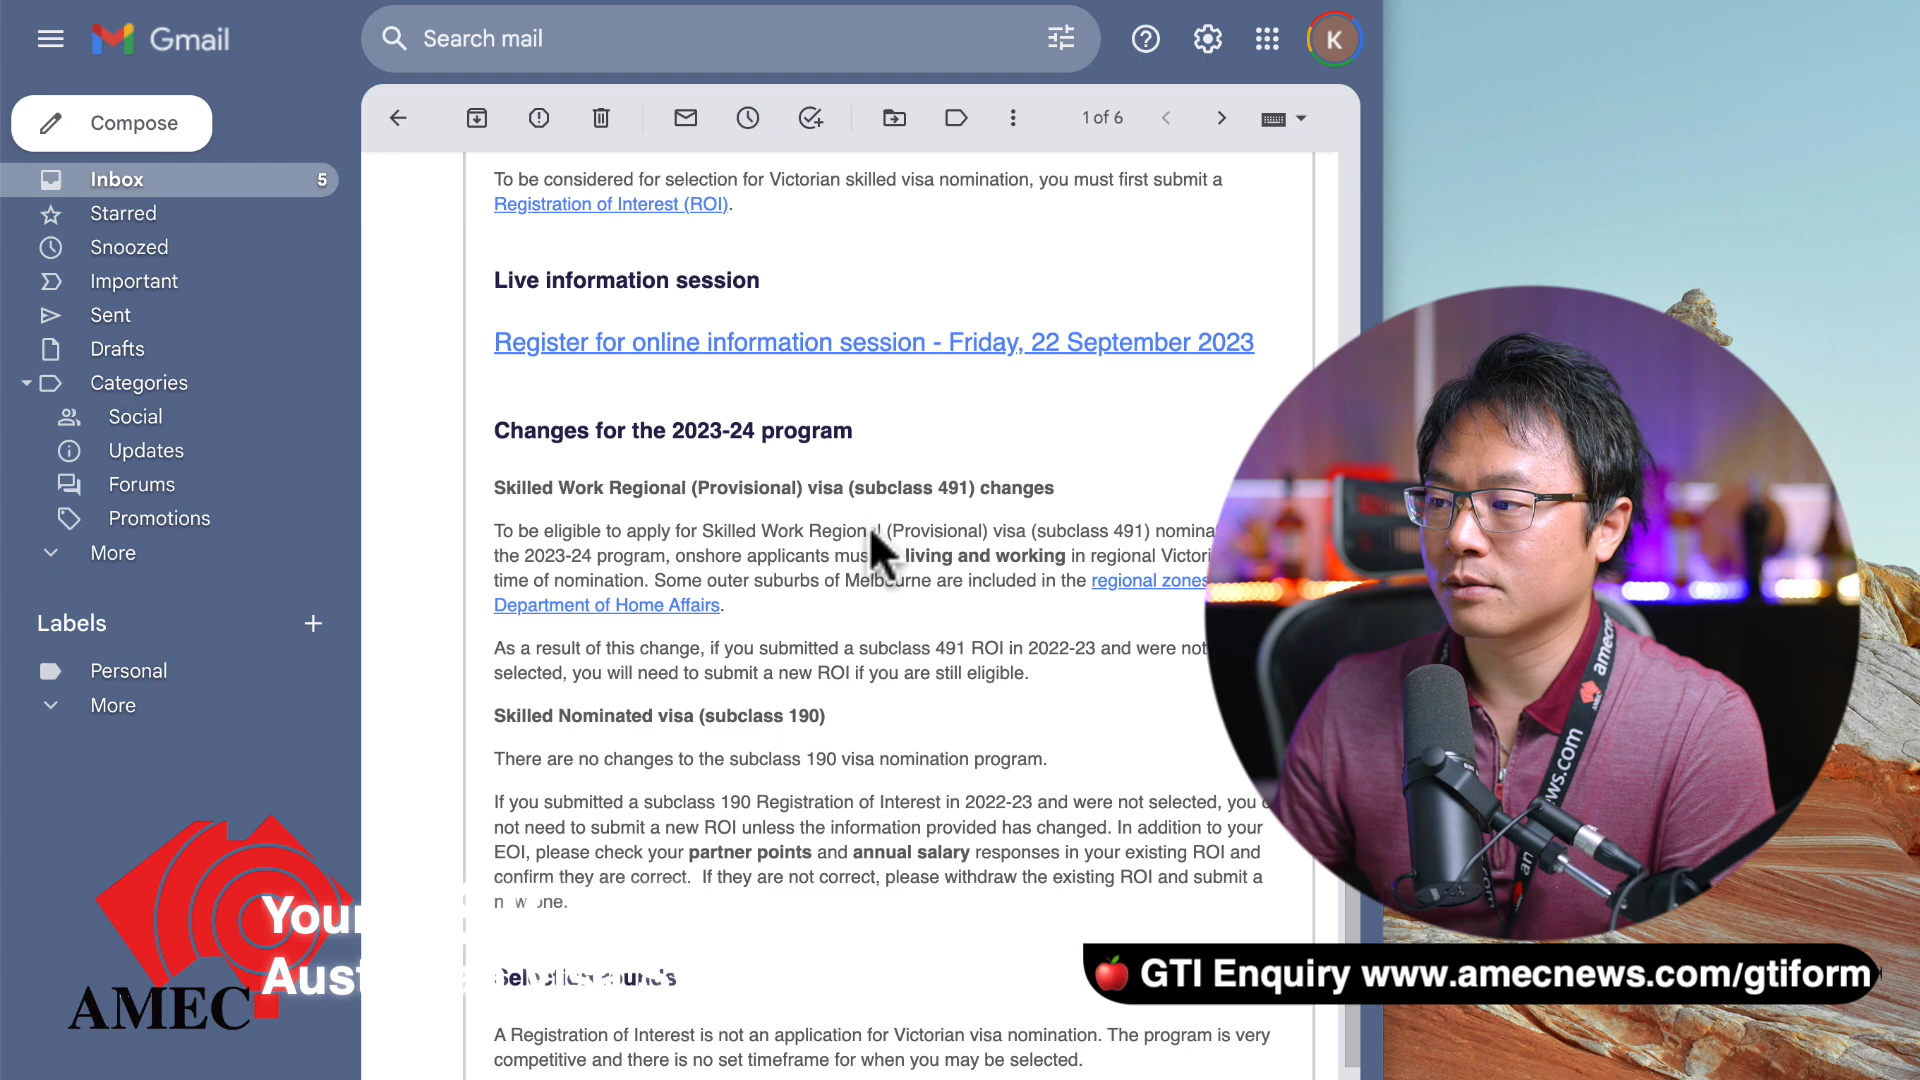 Gmail
Search mail
K
Compose
1 of 6
Inbox 5
Starred
Snoozed
Important
Sent
Drafts
Categories
Social
Updates
Forums
Promotions
More
Labels
Personal
More
To be considered for selection for Victorian skilled visa nomination, you must first submit a
Registration of Interest (ROI).
Live information session
Register for online information session - Friday, 22 September 2023
Changes for the 2023-24 program
Skilled Work Regional (Provisional) visa (subclass 491) changes
To be eligible to apply for Skilled Work Regional (Provisional) visa (subclass 491) nomina
the 2023-24 program, onshore applicants mus living and working in regional Victori
time of nomination. Some outer suburbs of Melbourne are included in the regional zones
Department of Home Affairs.
As a result of this change, if you submitted a subclass 491 ROI in 2022-23 and were not
selected, you will need to submit a new ROI if you are still eligible.
Skilled Nominated visa (subclass 190)
There are no changes to the subclass 190 visa nomination program.
If you submitted a subclass 190 Registration of Interest in 2022-23 and were not selected, you
not need to submit a new ROI unless the information provided has changed. In addition to your
EOI, please check your partner points and annual salary responses in your existing ROI and
confirm they are correct. If they are not correct, please withdraw the existing ROI and submit a
one.
A Registration of Interest is not an application for Victorian visa nomination. The program is very
competitive and there is no set timeframe for when you may be selected.
Your
Aust
AMEC
amecnews
ws.com
GTI Enquiry www.amecnews.com/gtiform